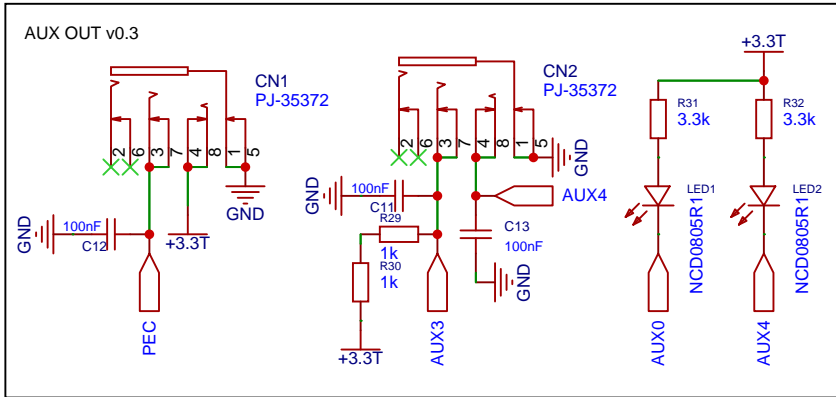 AUX OUT v0.3
CN1
PJ-35372
2
6
3
7
4
8
1
5
GND
100nF
C12
GND
+3.3T
PEC
CN2
PJ-35372
2
6
3
7
4
8
1
5
GND
GND
100nF
C11
AUX4
R29
1k
R30
1k
C13
100nF
GND
+3.3T
AUX3
+3.3T
R31
3.3k
R32
3.3k
LED1
NCD0805R1
LED2
NCD0805R1
AUX0
AUX4